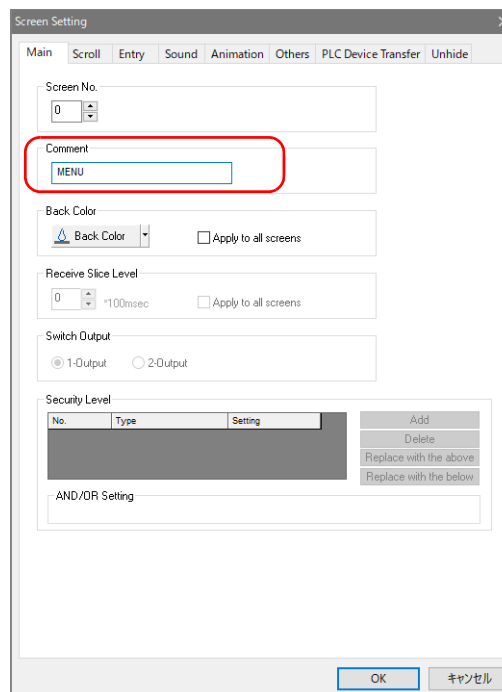 Screen Setting
Main Scroll Entry Sound Animation Others PLC Device Transfer Unhide
Screen No.
0
Comment
MENU
Back Color
Back Color Apply to all screens
Receive Slice Level
0 *100msec Apply to all screens
Switch Output
1-Output 2-Output
Security Level
No. Type Setting Add
Delete
Replace with the above
Replace with the below
AND/OR Setting
OK キャンセル